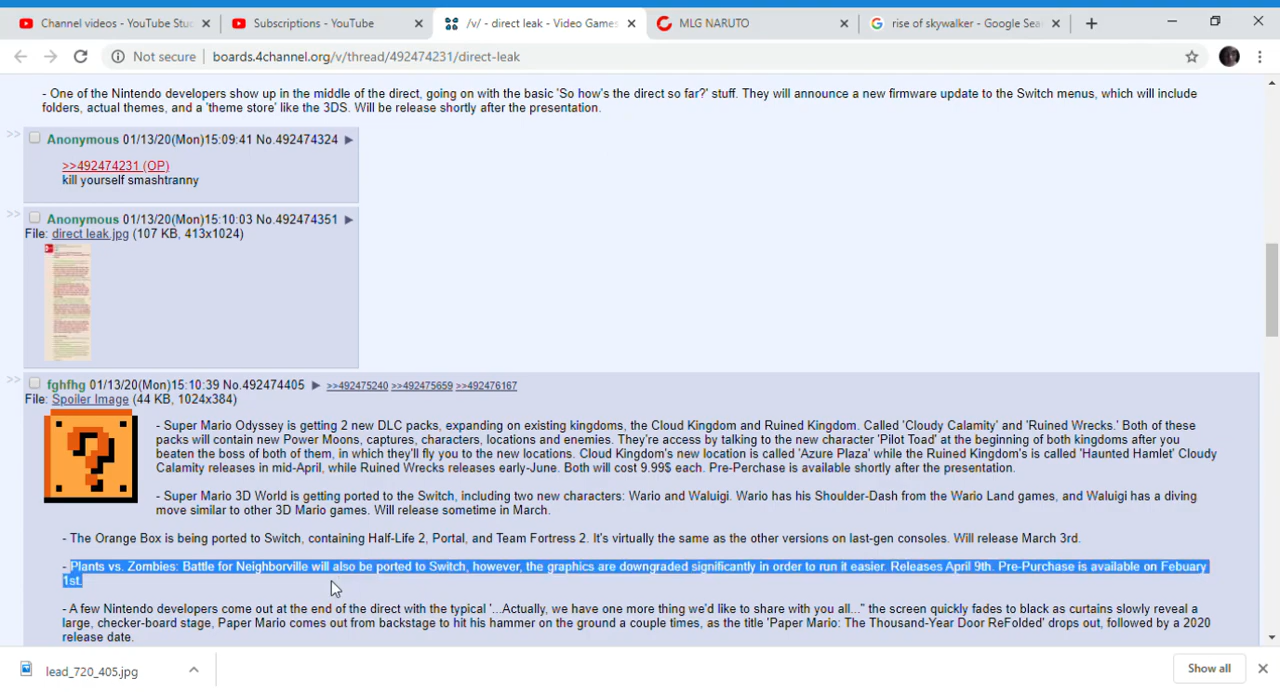 Channel videos - YouTube Stu
Subscriptions - YouTube
/v/ - direct leak - Video Games
MLG NARUTO
rise of skywalker - Google Sea
Not secure
boards.4channel.org/v/thread/492474231/direct-leak
- One of the Nintendo developers show up in the middle of the direct, going on with the basic 'So how's the direct so far?' stuff. They will announce a new firmware update to the Switch menus, which will include
folders, actual themes, and a 'theme store' like the 3DS. Will be release shortly after the presentation.
>> Anonymous 01/13/20(Mon)15:09:41 No.492474324 ▶
>>492474231 (OP)
kill yourself smashtranny
>> Anonymous 01/13/20(Mon)15:10:03 No.492474351 ▶
File: direct leak.jpg (107 KB, 413x1024)
>> fghfhg 01/13/20(Mon)15:10:39 No.492474405 ▶ >>492475240 >>492475659 >>492476167
File: Spoiler Image (44 KB, 1024x384)
- Super Mario Odyssey is getting 2 new DLC packs, expanding on existing kingdoms, the Cloud Kingdom and Ruined Kingdom. Called 'Cloudy Calamity' and 'Ruined Wrecks.' Both of these
packs will contain new Power Moons, captures, characters, locations and enemies. They're access by talking to the new character 'Pilot Toad' at the beginning of both kingdoms after you
beaten the boss of both of them, in which they'll fly you to the new locations. Cloud Kingdom's new location is called 'Azure Plaza' while the Ruined Kingdom's is called 'Haunted Hamlet' Cloudy
Calamity releases in mid-April, while Ruined Wrecks releases early-June. Both will cost 9.99$ each. Pre-Perchase is available shortly after the presentation.
- Super Mario 3D World is getting ported to the Switch, including two new characters: Wario and Waluigi. Wario has his Shoulder-Dash from the Wario Land games, and Waluigi has a diving
move similar to other 3D Mario games. Will release sometime in March.
- The Orange Box is being ported to Switch, containing Half-Life 2, Portal, and Team Fortress 2. It's virtually the same as the other versions on last-gen consoles. Will release March 3rd.
- Plants vs. Zombies: Battle for Neighborville will also be ported to Switch, however, the graphics are downgraded significantly in order to run it easier. Releases April 9th. Pre-Purchase is available on Febuary
1st.
- A few Nintendo developers come out at the end of the direct with the typical '...Actually, we have one more thing we'd like to share with you all..." the screen quickly fades to black as curtains slowly reveal a
large, checker-board stage, Paper Mario comes out from backstage to hit his hammer on the ground a couple times, as the title 'Paper Mario: The Thousand-Year Door ReFolded' drops out, followed by a 2020
release date.
lead_720_405.jpg
Show all